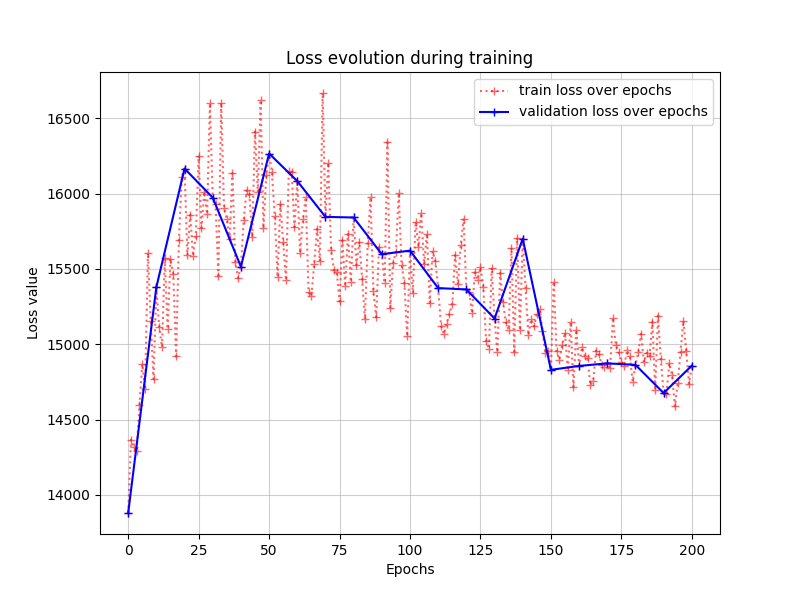 Loss evolution during training
train loss over epochs
validation loss over epochs
Loss value
16500
16000
15500
15000
14500
14000
0 25 50 75 100 125 150 175 200
Epochs